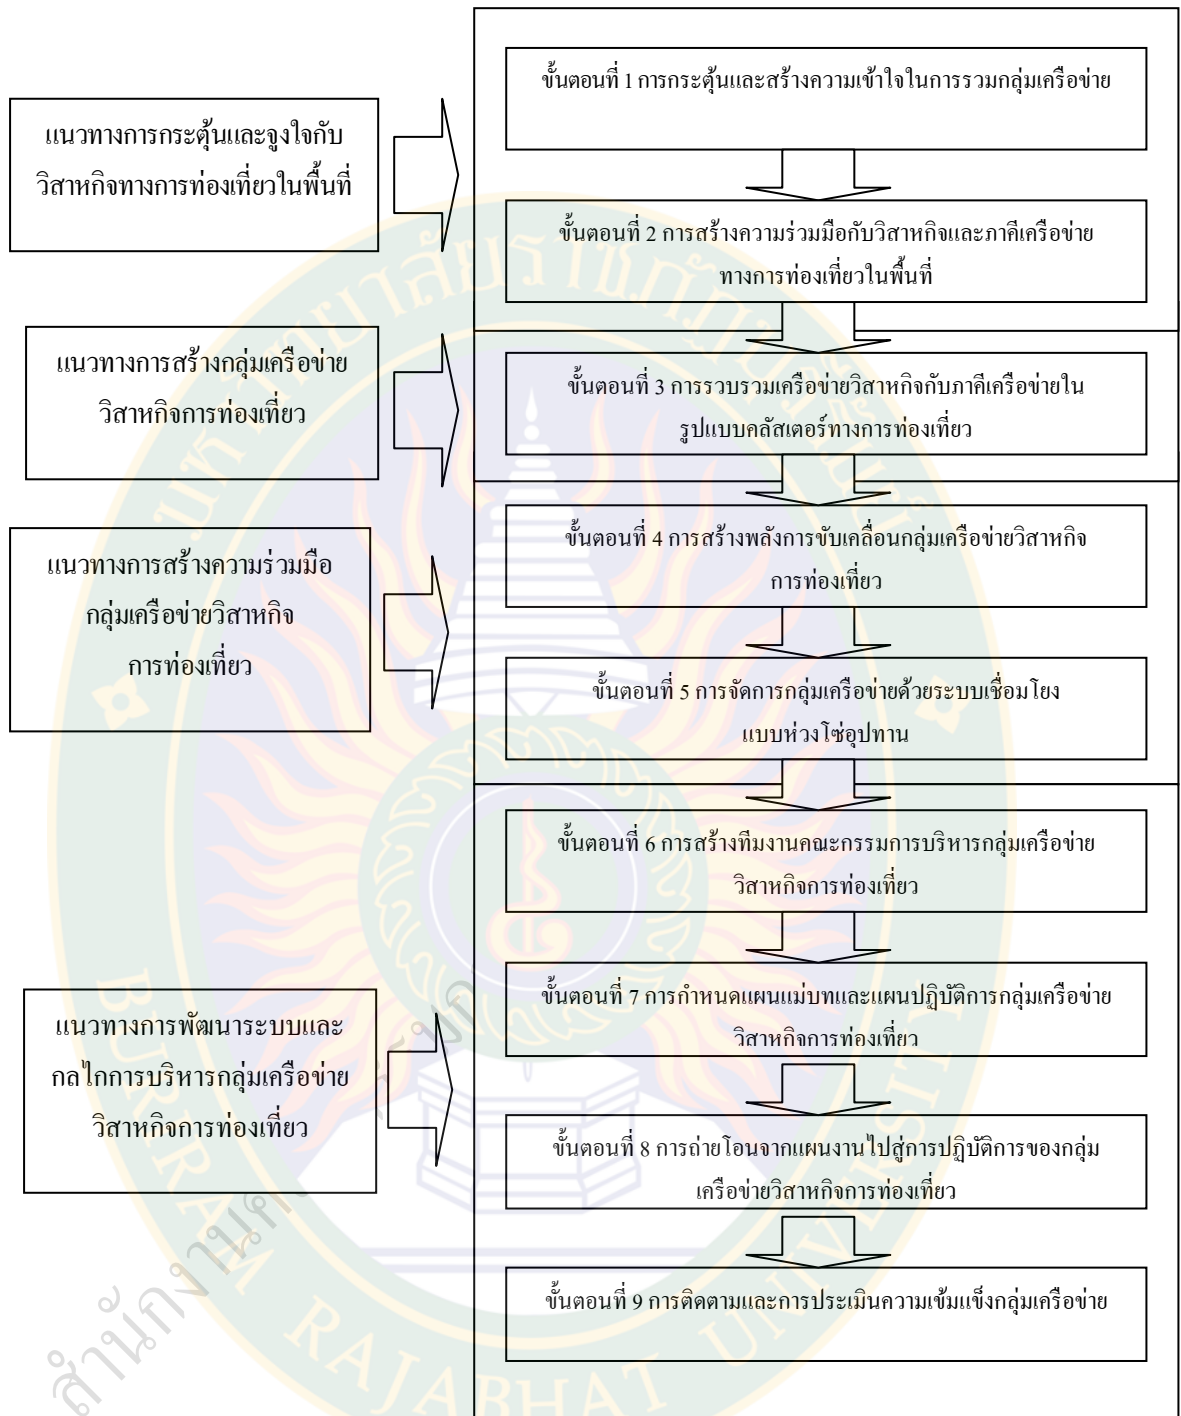 แนวทางการกระตุ้นและจูงใจกับ
วิสาหกิจทางการท่องเที่ยวในพื้นที่
ขั้นตอนที่ 1 การกระตุ้นและสร้างความเข้าใจในการรวมกลุ่มเครือข่าย
ขั้นตอนที่ 2 การสร้างความร่วมมือกับวิสาหกิจและภาคีเครือข่าย
ทางการท่องเที่ยวในพื้นที่
แนวทางการสร้างกลุ่มเครือข่าย
วิสาหกิจการท่องเที่ยว
ขั้นตอนที่ 3 การรวบรวมเครือข่ายวิสาหกิจกับภาคีเครือข่ายใน
รูปแบบคลัสเตอร์ทางการท่องเที่ยว
แนวทางการสร้างความร่วมมือ
กลุ่มเครือข่ายวิสาหกิจ
การท่องเที่ยว
ขั้นตอนที่ 4 การสร้างพลังการขับเคลื่อนกลุ่มเครือข่ายวิสาหกิจ
การท่องเที่ยว
ขั้นตอนที่ 5 การจัดการกลุ่มเครือข่ายด้วยระบบเชื่อมโยง
แบบห่วงโซ่อุปทาน
แนวทางการพัฒนาระบบและ
กลไกการบริหารกลุ่มเครือข่าย
วิสาหกิจการท่องเที่ยว
ขั้นตอนที่ 6 การสร้างทีมงานคณะกรรมการบริหารกลุ่มเครือข่าย
วิสาหกิจการท่องเที่ยว
ขั้นตอนที่ 7 การกำหนดแผนแม่บทและแผนปฏิบัติการกลุ่มเครือข่าย
วิสาหกิจการท่องเที่ยว
ขั้นตอนที่ 8 การถ่ายโอนจากแผนงานไปสู่การปฏิบัติการของกลุ่ม
เครือข่ายวิสาหกิจการท่องเที่ยว
ขั้นตอนที่ 9 การติดตามและการประเมินความเข้มแข็งกลุ่มเครือข่าย
มหาวิทยาลัยราชภัฏบุรีรัมย์
BURIRAM RAJABHAT UNIVERSITY